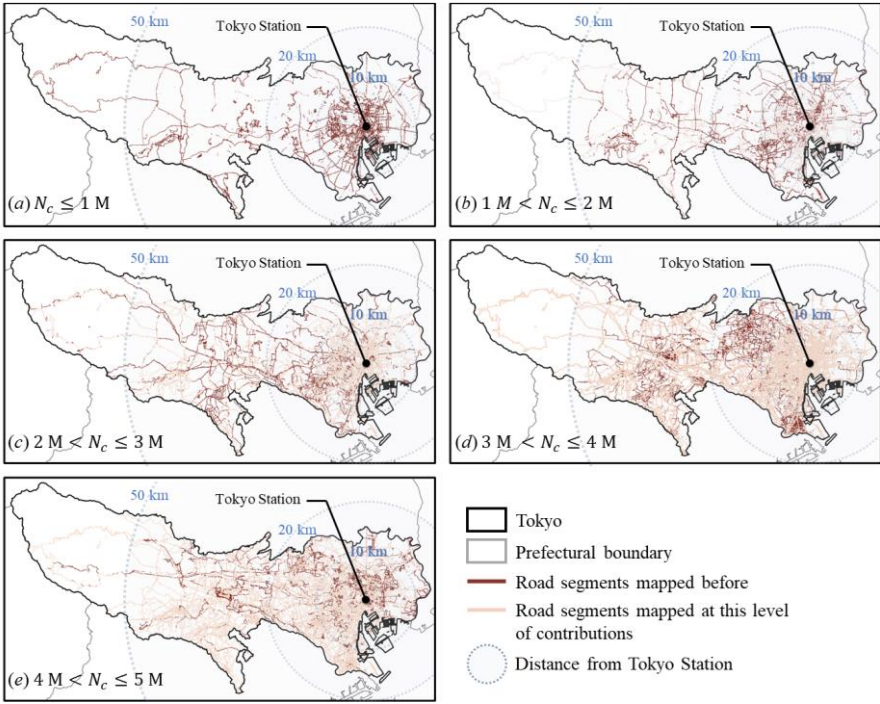 50 km
Tokyo Station
20 km
10 km
(a) N_c ≤ 1 M
50 km
Tokyo Station
20 km
10 km
(b) 1 M < N_c ≤ 2 M
50 km
Tokyo Station
20 km
10 km
(c) 2 M < N_c ≤ 3 M
50 km
Tokyo Station
20 km
10 km
(d) 3 M < N_c ≤ 4 M
50 km
Tokyo Station
20 km
10 km
(e) 4 M < N_c ≤ 5 M
Tokyo
Prefectural boundary
Road segments mapped before
Road segments mapped at this level
of contributions
Distance from Tokyo Station